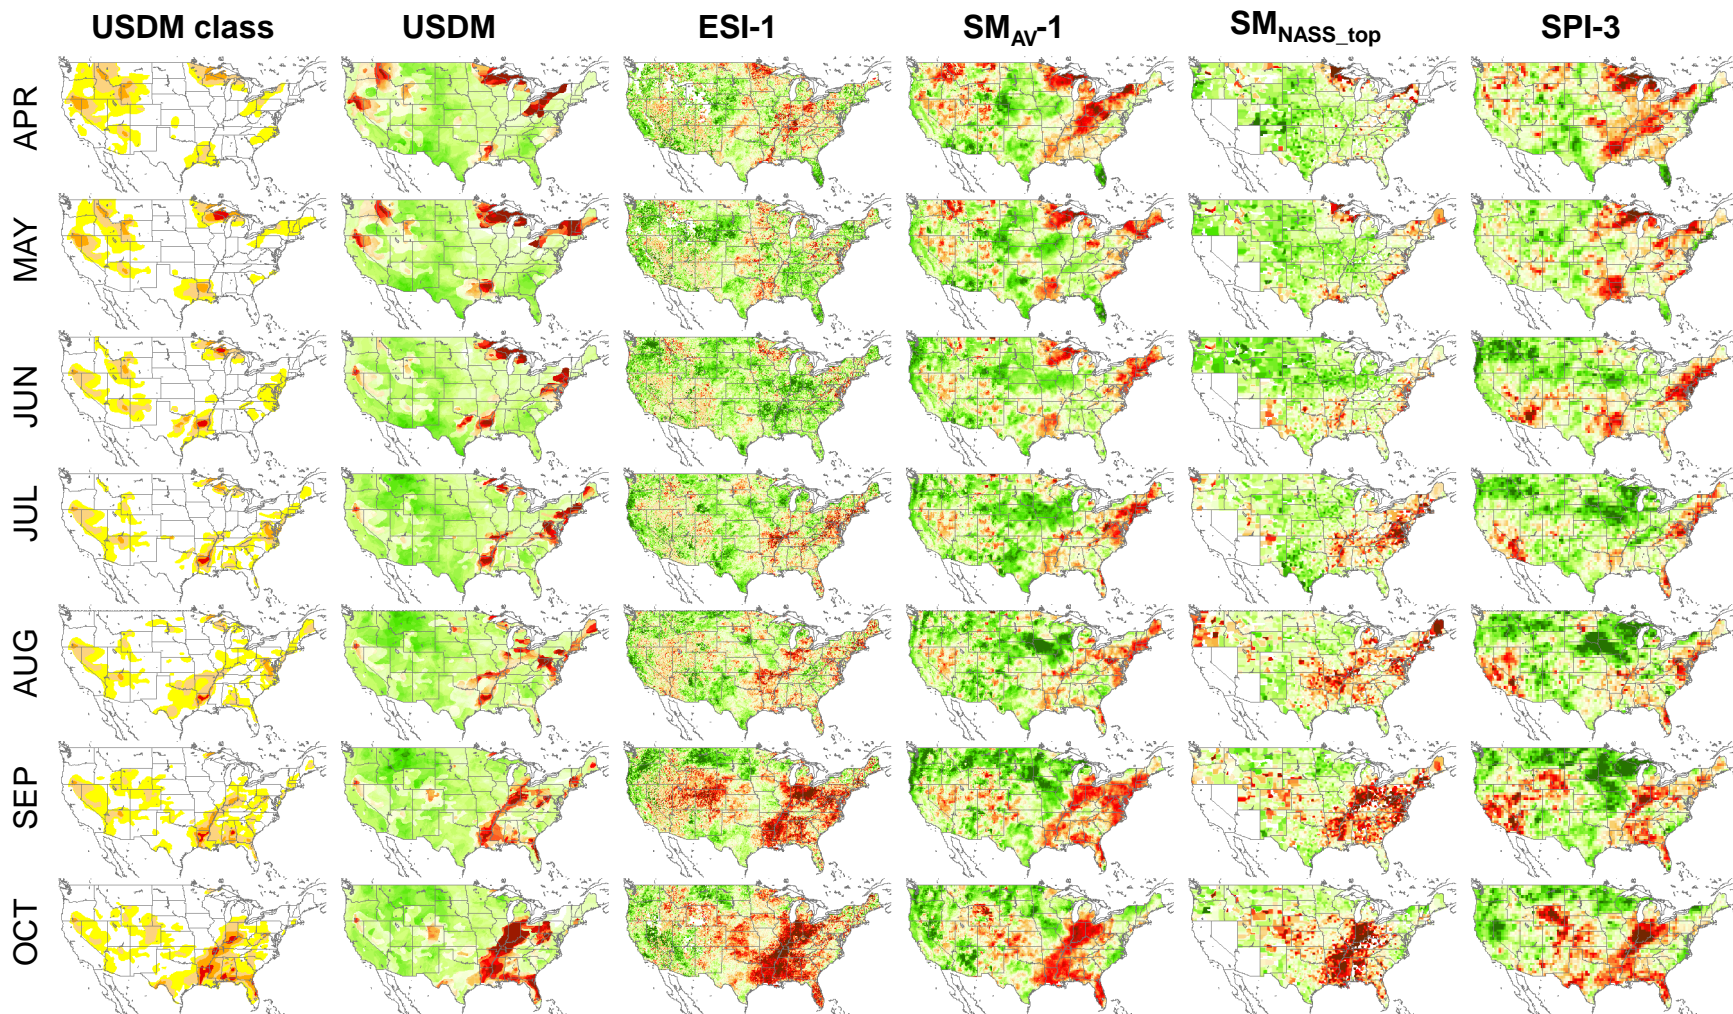 USDM class USDM ESI-1 SMAV-1 SMNASS_top SPI-3
APR
MAY
JUN
JUL
AUG
SEP
OCT